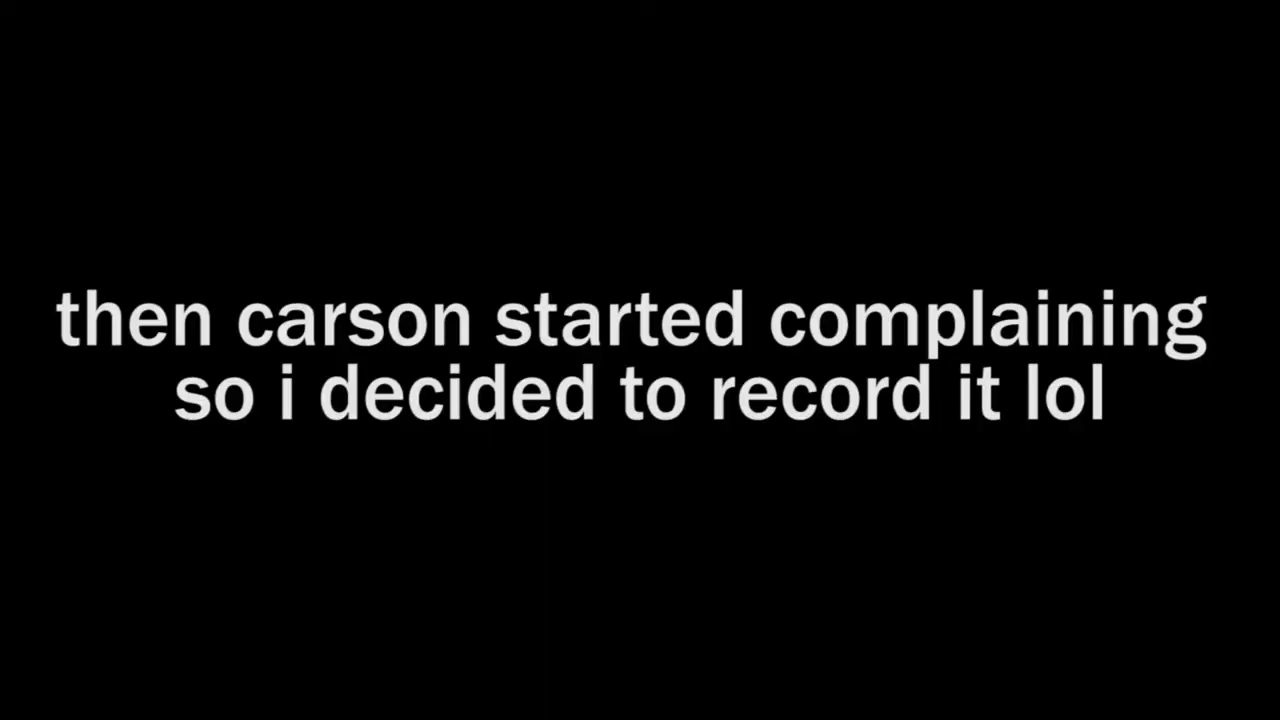 then carson started complaining
so i decided to record it lol